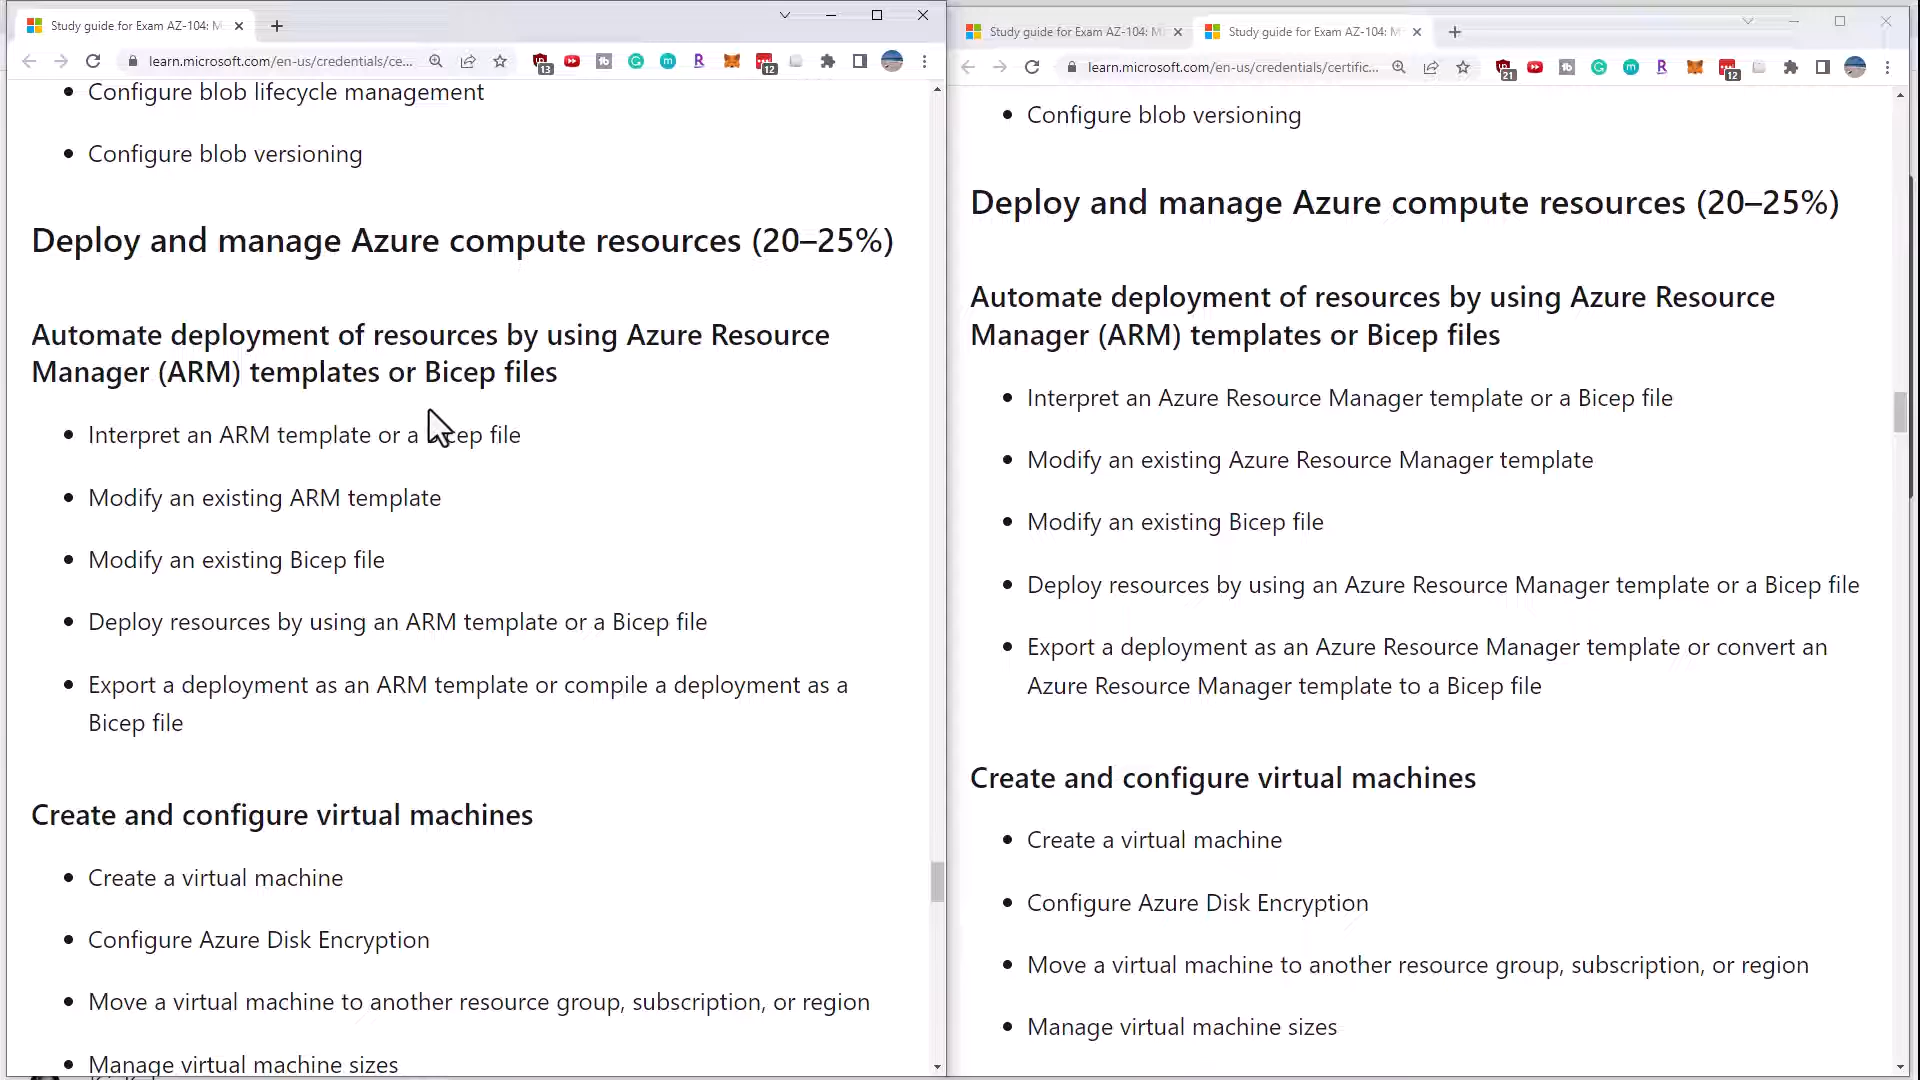 Study guide for Exam AZ-104: M
learn.microsoft.com/en-us/credentials/ce...
13
12
Configure blob lifecycle management
Configure blob versioning
Deploy and manage Azure compute resources (20–25%)
Automate deployment of resources by using Azure Resource
Manager (ARM) templates or Bicep files
Interpret an ARM template or a Bicep file
Modify an existing ARM template
Modify an existing Bicep file
Deploy resources by using an ARM template or a Bicep file
Export a deployment as an ARM template or compile a deployment as a
Bicep file
Create and configure virtual machines
Create a virtual machine
Configure Azure Disk Encryption
Move a virtual machine to another resource group, subscription, or region
Manage virtual machine sizes
Study guide for Exam AZ-104: M
Study guide for Exam AZ-104: M
learn.microsoft.com/en-us/credentials/certific...
21
12
Configure blob versioning
Deploy and manage Azure compute resources (20–25%)
Automate deployment of resources by using Azure Resource
Manager (ARM) templates or Bicep files
Interpret an Azure Resource Manager template or a Bicep file
Modify an existing Azure Resource Manager template
Modify an existing Bicep file
Deploy resources by using an Azure Resource Manager template or a Bicep file
Export a deployment as an Azure Resource Manager template or convert an
Azure Resource Manager template to a Bicep file
Create and configure virtual machines
Create a virtual machine
Configure Azure Disk Encryption
Move a virtual machine to another resource group, subscription, or region
Manage virtual machine sizes